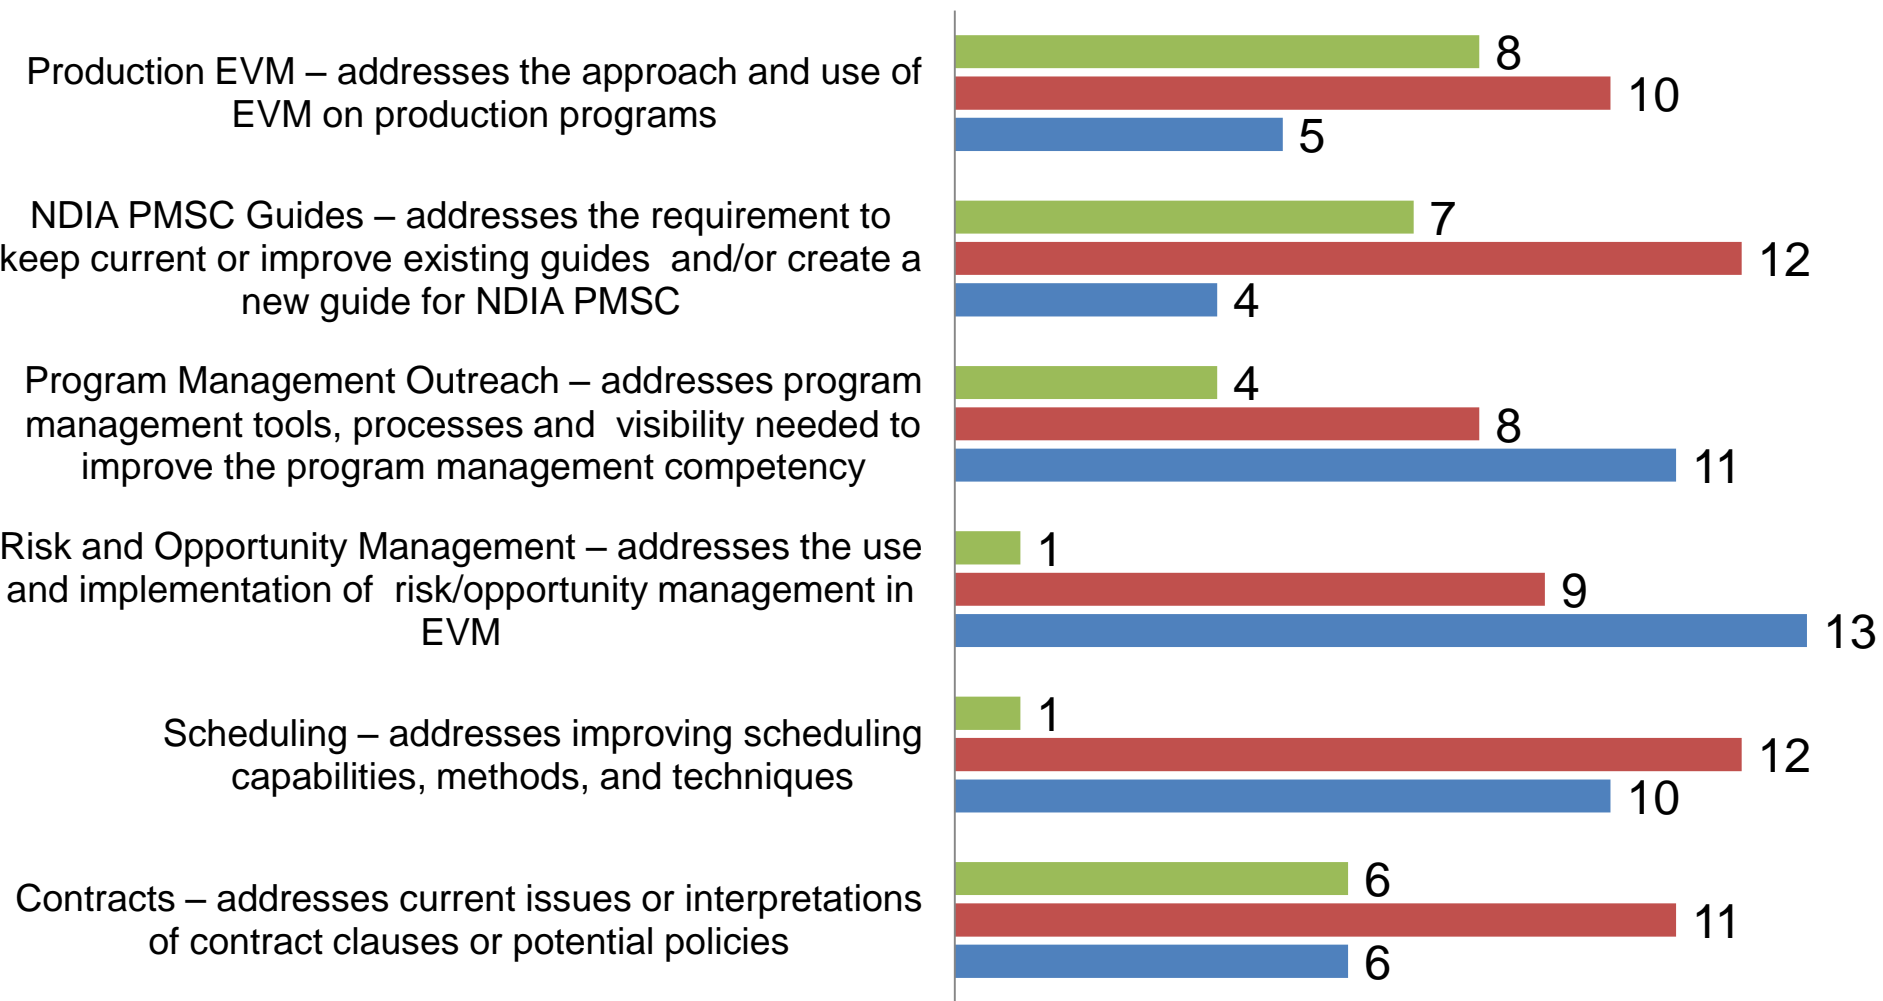 Production EVM – addresses the approach and use of
EVM on production programs
8
10
5
NDIA PMSC Guides – addresses the requirement to
keep current or improve existing guides  and/or create a
new guide for NDIA PMSC
7
12
4
Program Management Outreach – addresses program
management tools, processes and  visibility needed to
improve the program management competency
4
8
11
Risk and Opportunity Management – addresses the use
and implementation of  risk/opportunity management in
EVM
1
9
13
Scheduling – addresses improving scheduling
capabilities, methods, and techniques
1
12
10
Contracts – addresses current issues or interpretations
of contract clauses or potential policies
6
11
6